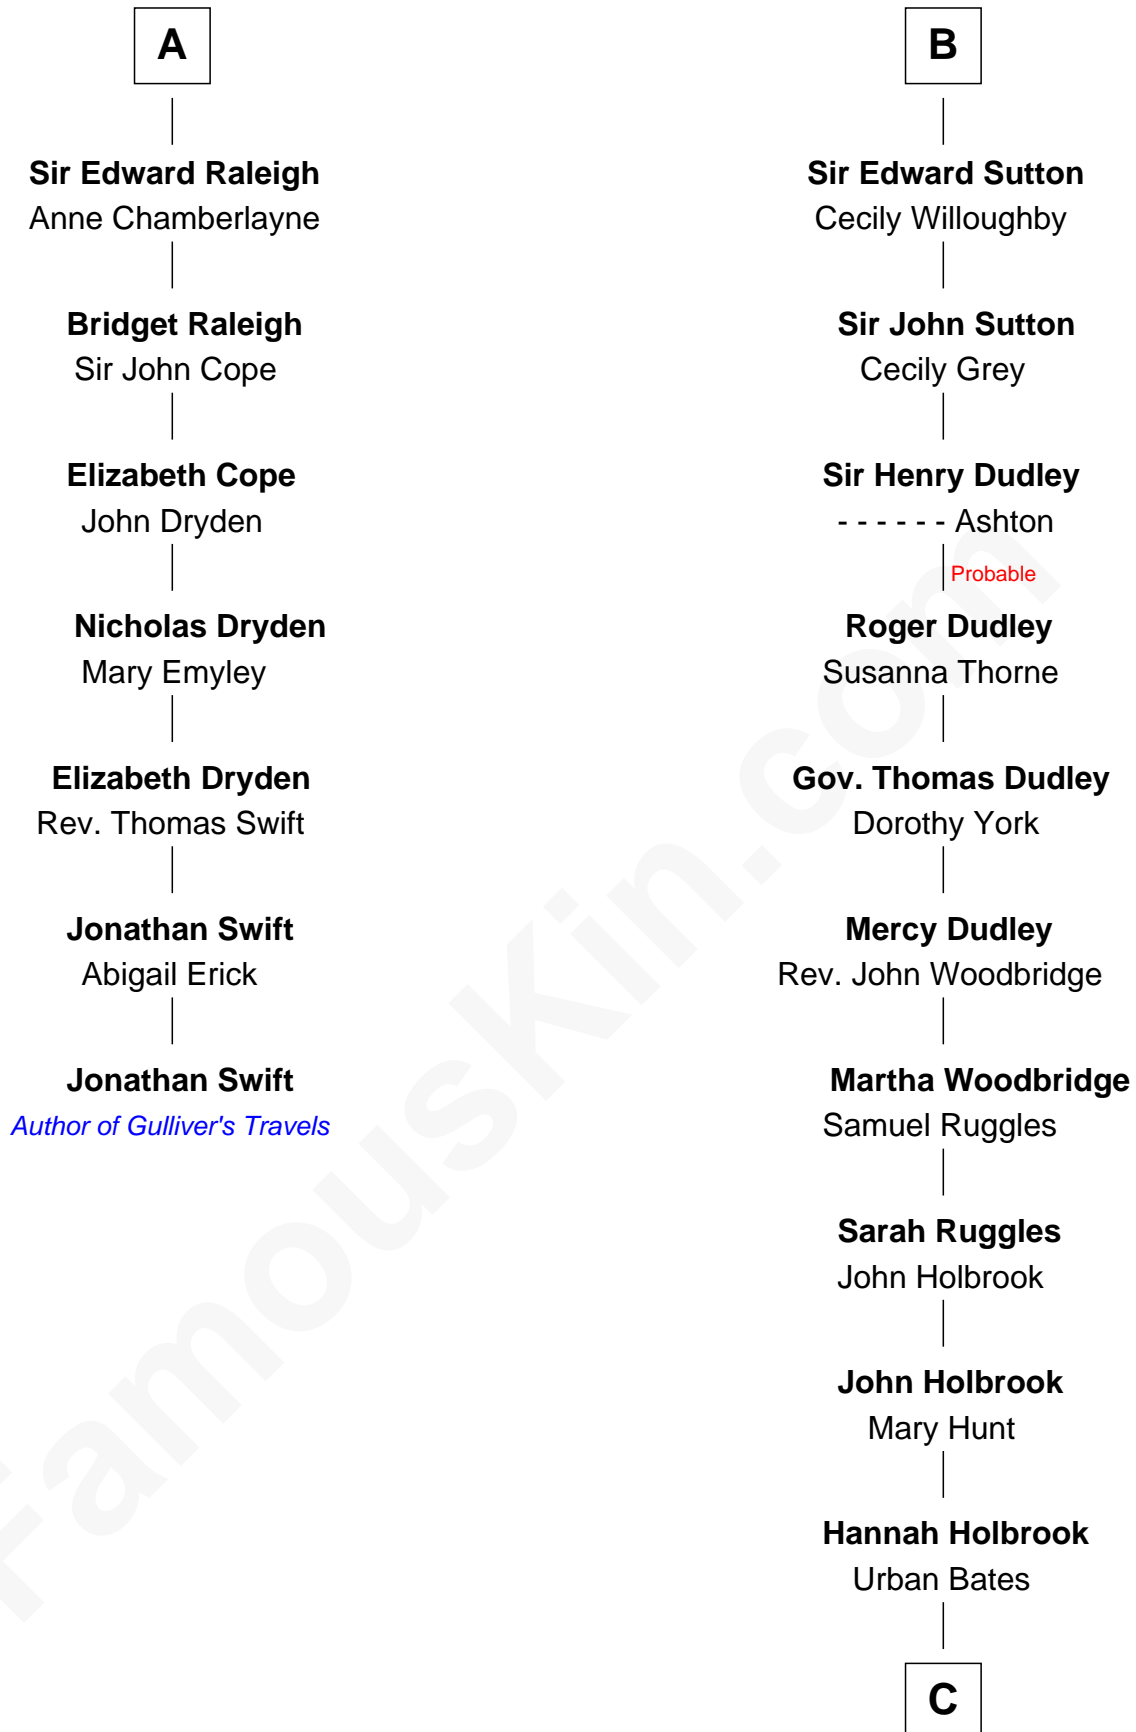 A
Sir Edward Raleigh
Anne Chamberlayne
Bridget Raleigh
Sir John Cope
Elizabeth Cope
John Dryden
Nicholas Dryden
Mary Emyley
Elizabeth Dryden
Rev. Thomas Swift
Jonathan Swift
Abigail Erick
Jonathan Swift
Author of Gulliver's Travels
B
Sir Edward Sutton
Cecily Willoughby
Sir John Sutton
Cecily Grey
Sir Henry Dudley
- - - - - - Ashton
Probable
Roger Dudley
Susanna Thorne
Gov. Thomas Dudley
Dorothy York
Mercy Dudley
Rev. John Woodbridge
Martha Woodbridge
Samuel Ruggles
Sarah Ruggles
John Holbrook
John Holbrook
Mary Hunt
Hannah Holbrook
Urban Bates
C
FamousKin.com